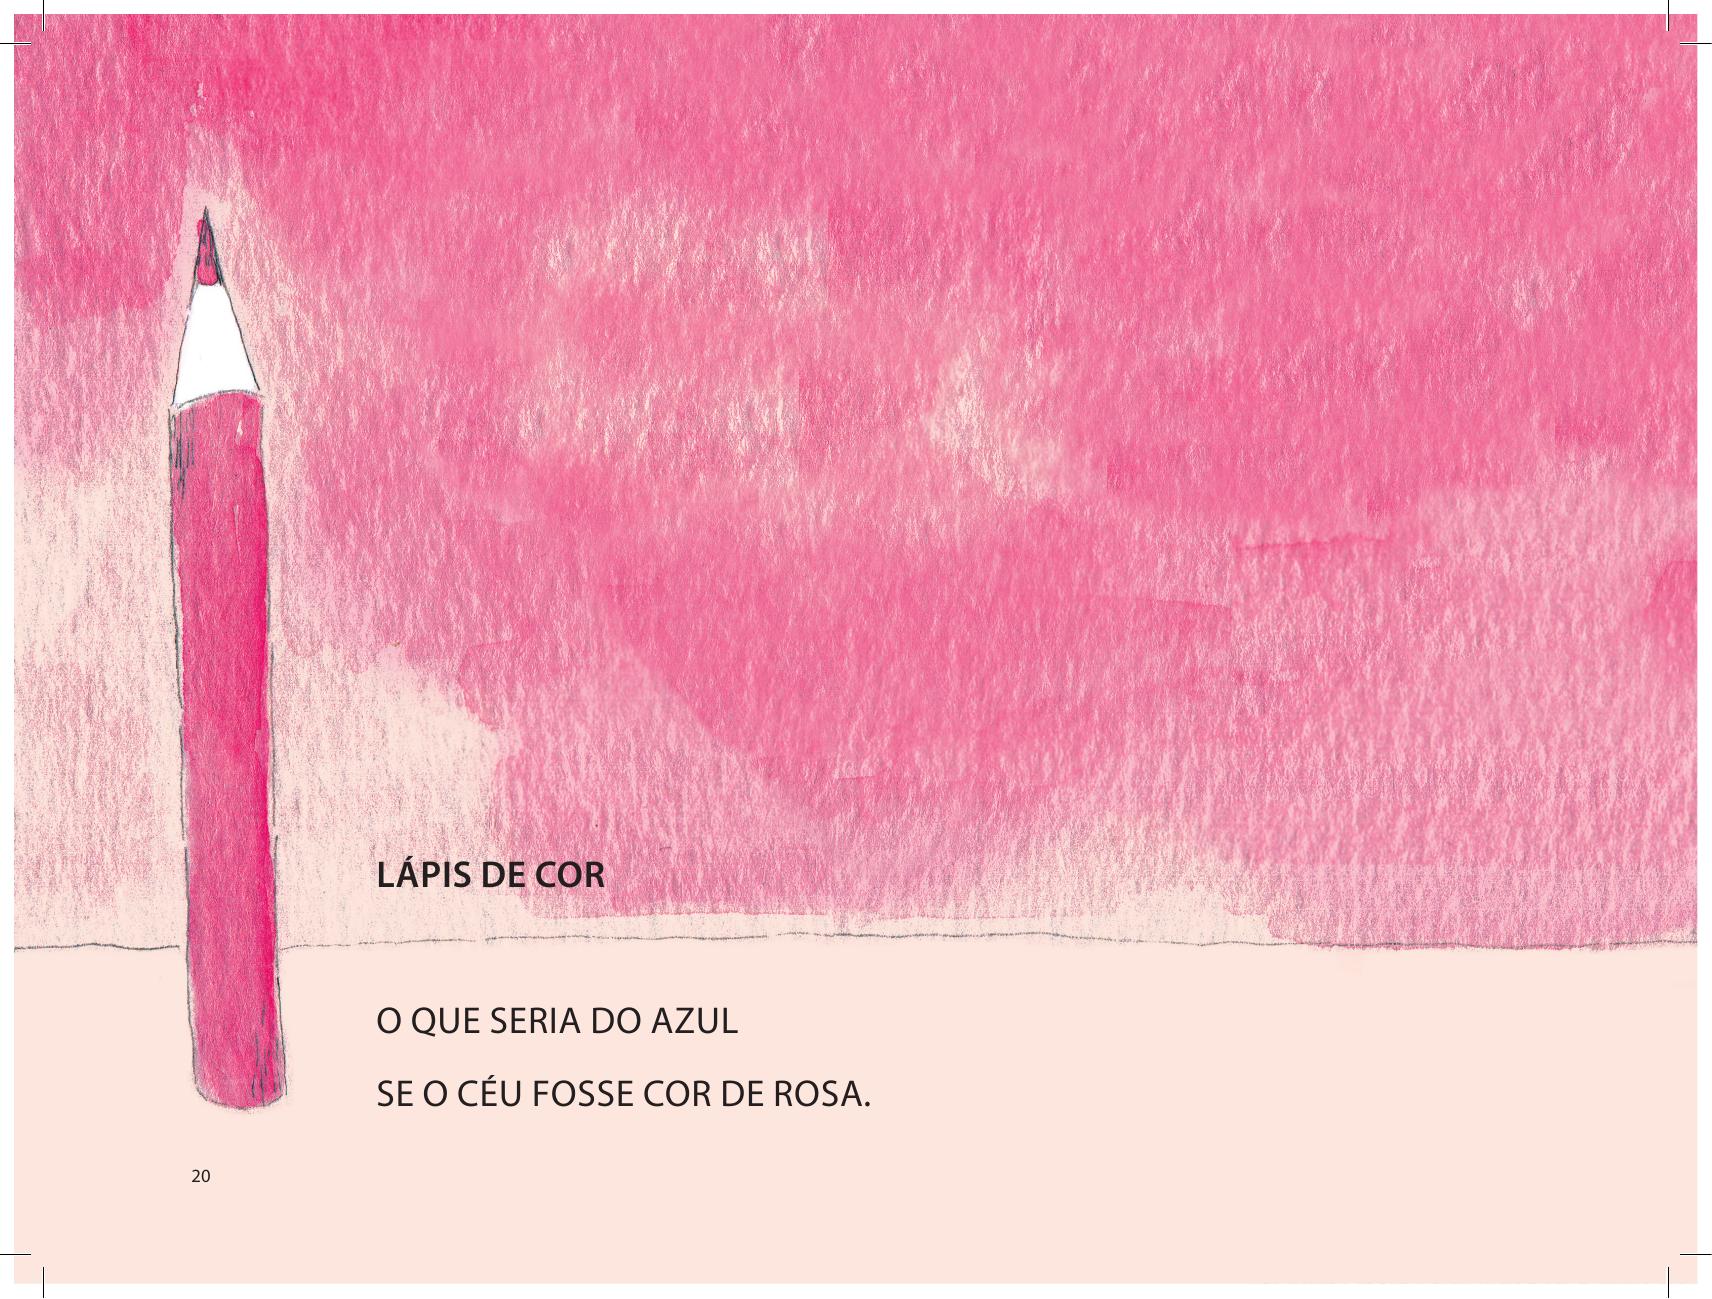 LÁPIS DE COR
O QUE SERIA DO AZUL
SE O CÉU FOSSE COR DE ROSA.
20